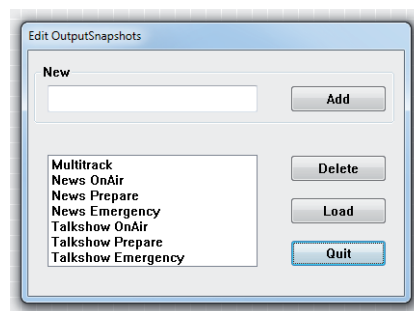 Edit OutputSnapshots
New
Add
Multitrack
News OnAir
News Prepare
News Emergency
Talkshow OnAir
Talkshow Prepare
Talkshow Emergency
Delete
Load
Quit